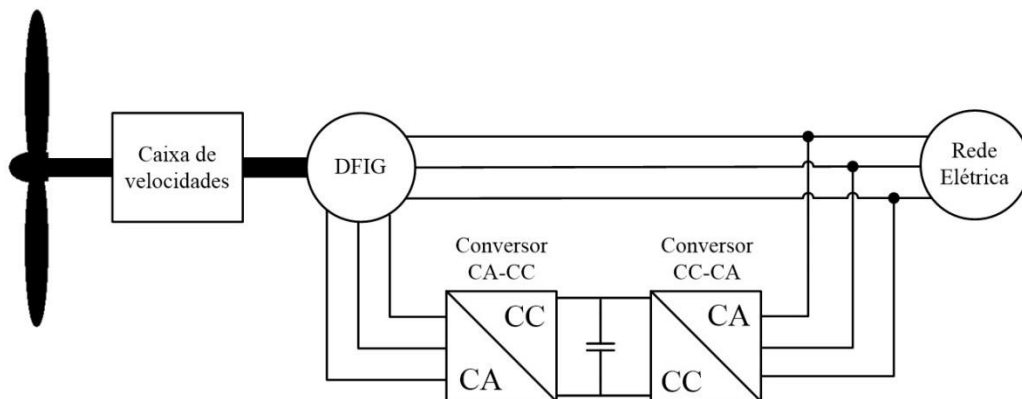 Caixa de
velocidades
DFIG
Rede
Elétrica
Conversor
CA-CC
Conversor
CC-CA
CC
CA
CA
CC